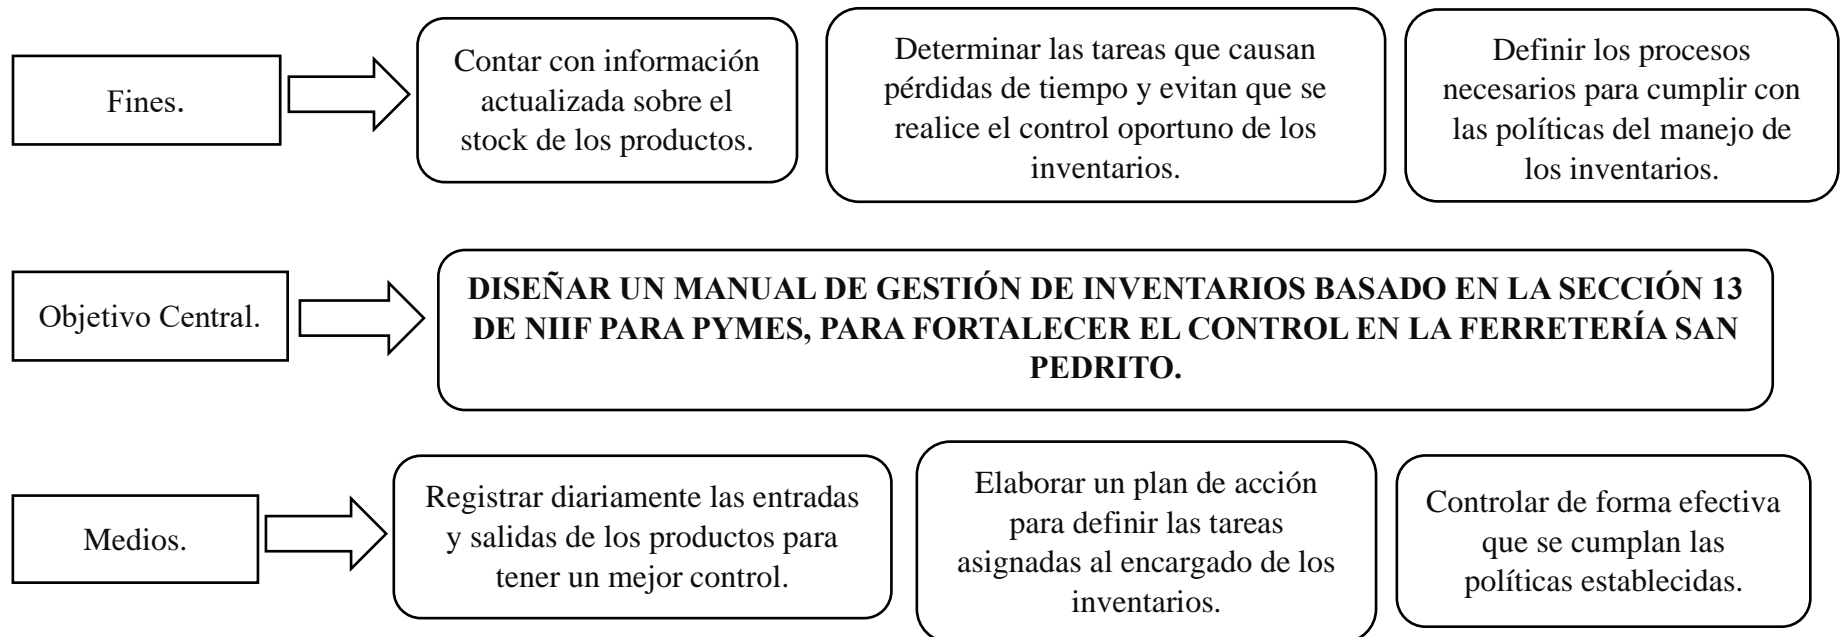 Fines.
Contar con información
actualizada sobre el
stock de los productos.
Determinar las tareas que causan
pérdidas de tiempo y evitan que se
realice el control oportuno de los
inventarios.
Definir los procesos
necesarios para cumplir con
las políticas del manejo de
los inventarios.
Objetivo Central.
DISEÑAR UN MANUAL DE GESTIÓN DE INVENTARIOS BASADO EN LA SECCIÓN 13
DE NIIF PARA PYMES, PARA FORTALECER EL CONTROL EN LA FERRETERÍA SAN
PEDRITO.
Medios.
Registrar diariamente las entradas
y salidas de los productos para
tener un mejor control.
Elaborar un plan de acción
para definir las tareas
asignadas al encargado de los
inventarios.
Controlar de forma efectiva
que se cumplan las
políticas establecidas.